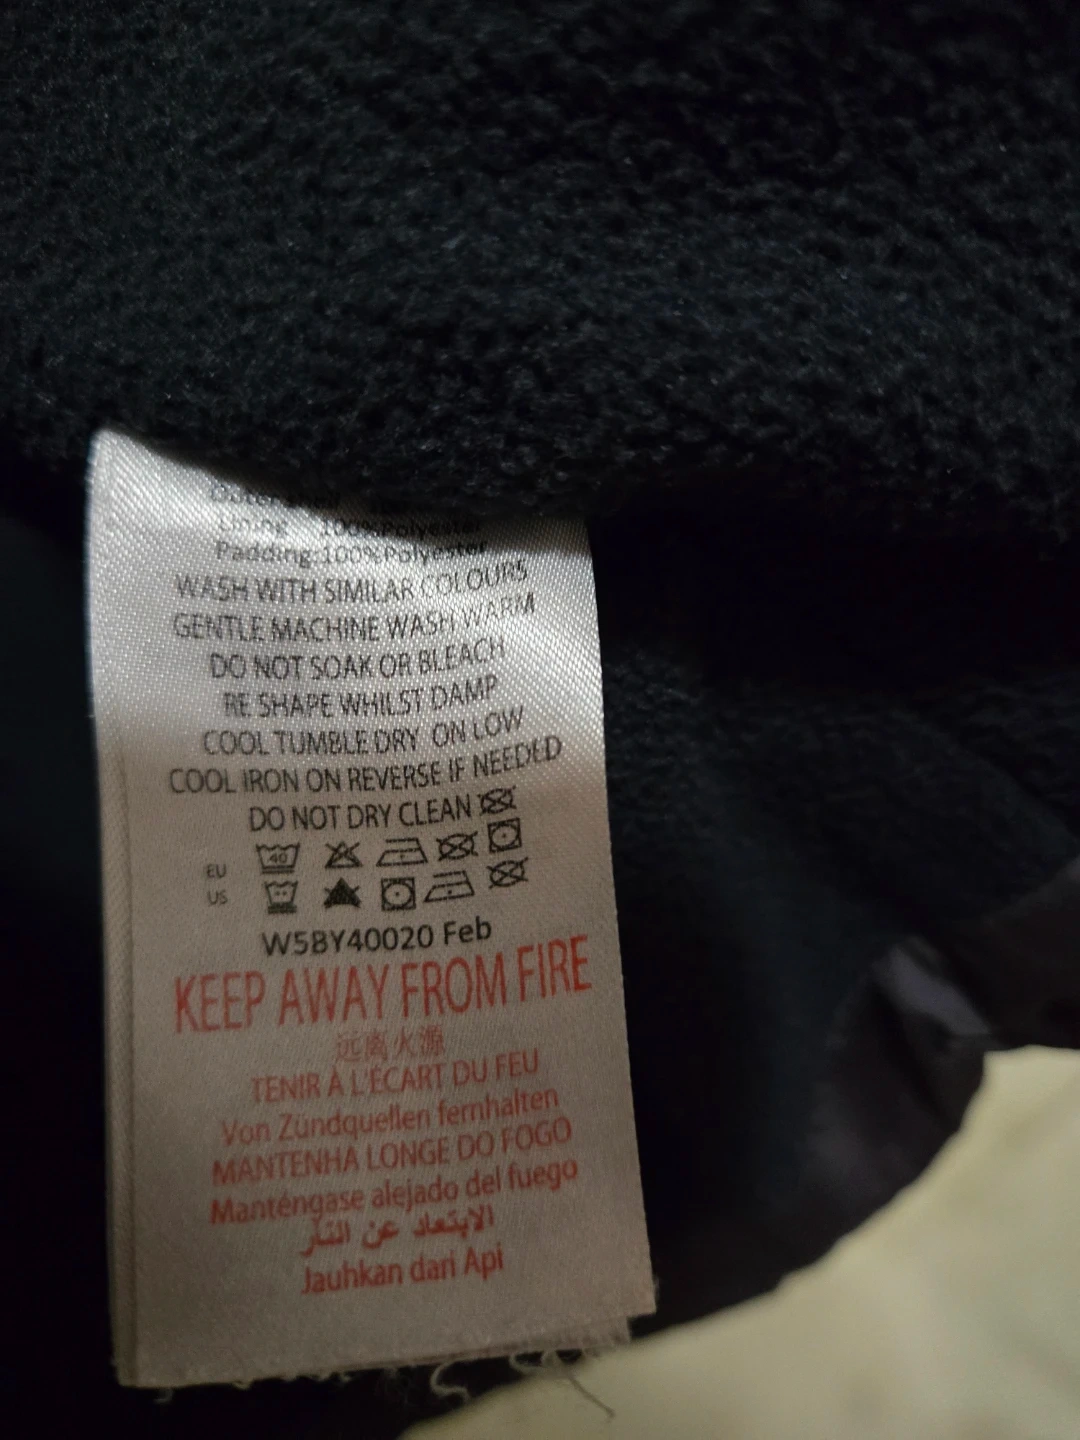 Outer
Lining 100%Polyester
Padding:100%Polyester
WASH WITH SIMILAR COLOURS
GENTLE MACHINE WASH WARM
DO NOT SOAK OR BLEACH
RE SHAPE WHILST DAMP
COOL TUMBLE DRY ON LOW
COOL IRON ON REVERSE IF NEEDED
DO NOT DRY CLEAN
EU 40
US
W5BY40020 Feb
KEEP AWAY FROM FIRE
远离火源
TENIR À L'ÉCART DU FEU
Von Zündquellen fernhalten
MANTENHA LONGE DO FOGO
Manténgase alejado del fuego
الابتعاد عن النار
Jauhkan dari Api